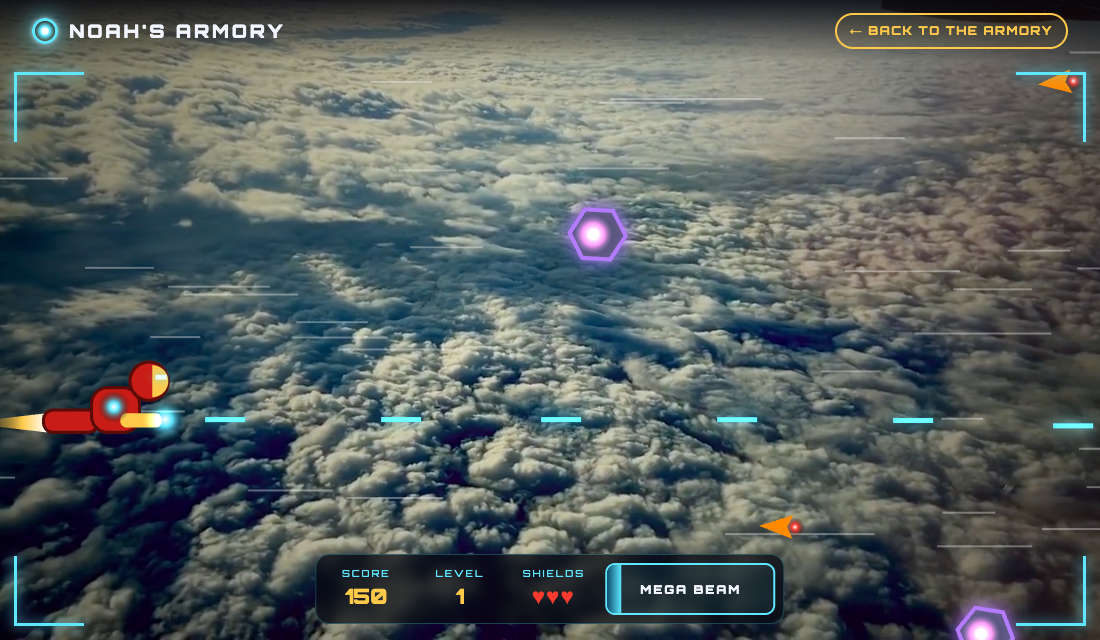 NOAH'S ARMORY
← BACK TO THE ARMORY
SCORE
150
LEVEL
1
SHIELDS
♥♥♥
MEGA BEAM